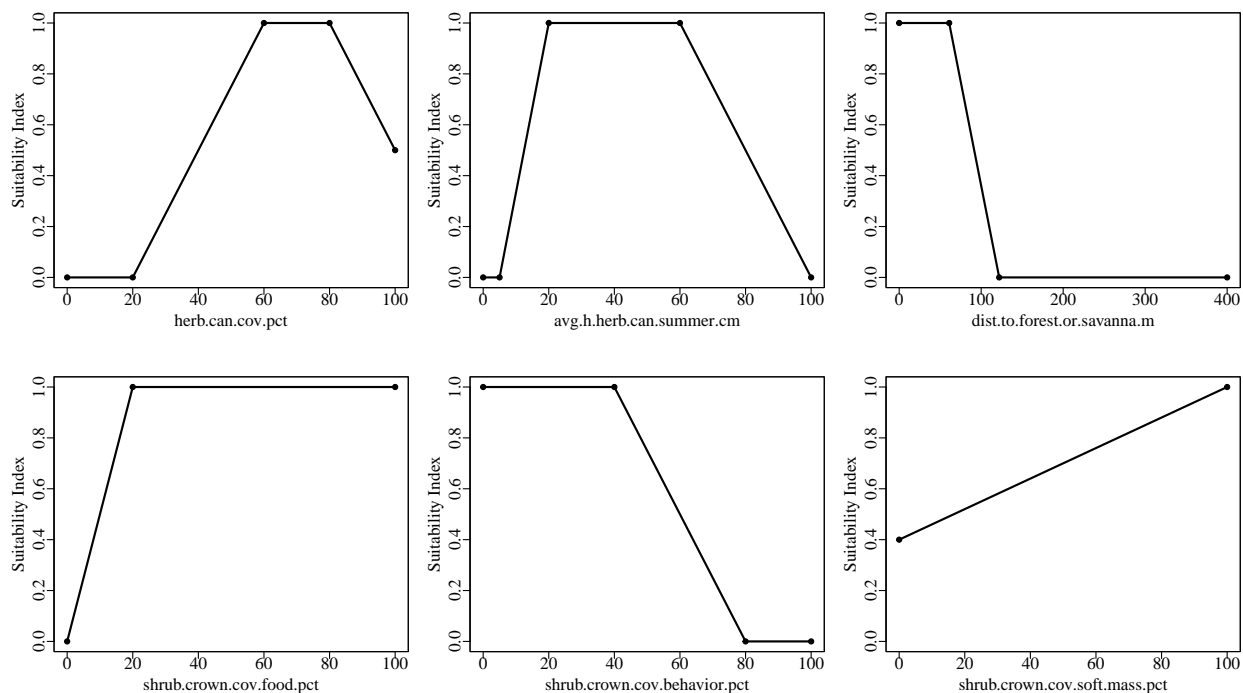 Suitability Index
0.0 0.2 0.4 0.6 0.8 1.0
0 20 40 60 80 100
herb.can.cov.pct
Suitability Index
0.0 0.2 0.4 0.6 0.8 1.0
0 20 40 60 80 100
avg.h.herb.can.summer.cm
Suitability Index
0.0 0.2 0.4 0.6 0.8 1.0
0 100 200 300 400
dist.to.forest.or.savanna.m
Suitability Index
0.0 0.2 0.4 0.6 0.8 1.0
0 20 40 60 80 100
shrub.crown.cov.food.pct
Suitability Index
0.0 0.2 0.4 0.6 0.8 1.0
0 20 40 60 80 100
shrub.crown.cov.behavior.pct
Suitability Index
0.0 0.2 0.4 0.6 0.8 1.0
0 20 40 60 80 100
shrub.crown.cov.soft.mass.pct